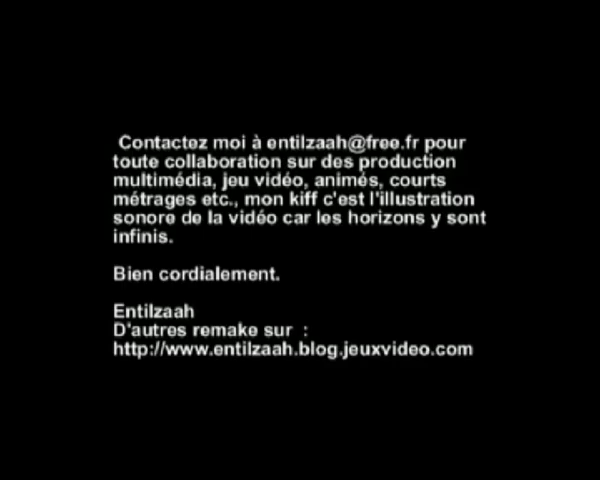 Contactez moi à entilzaah@free.fr pour
toute collaboration sur des production
multimédia, jeu vidéo, animés, courts
métrages etc., mon kiff c'est l'illustration
sonore de la vidéo car les horizons y sont
infinis.
Bien cordialement.
Entilzaah
D'autres remake sur :
http://www.entilzaah.blog.jeuxvideo.com